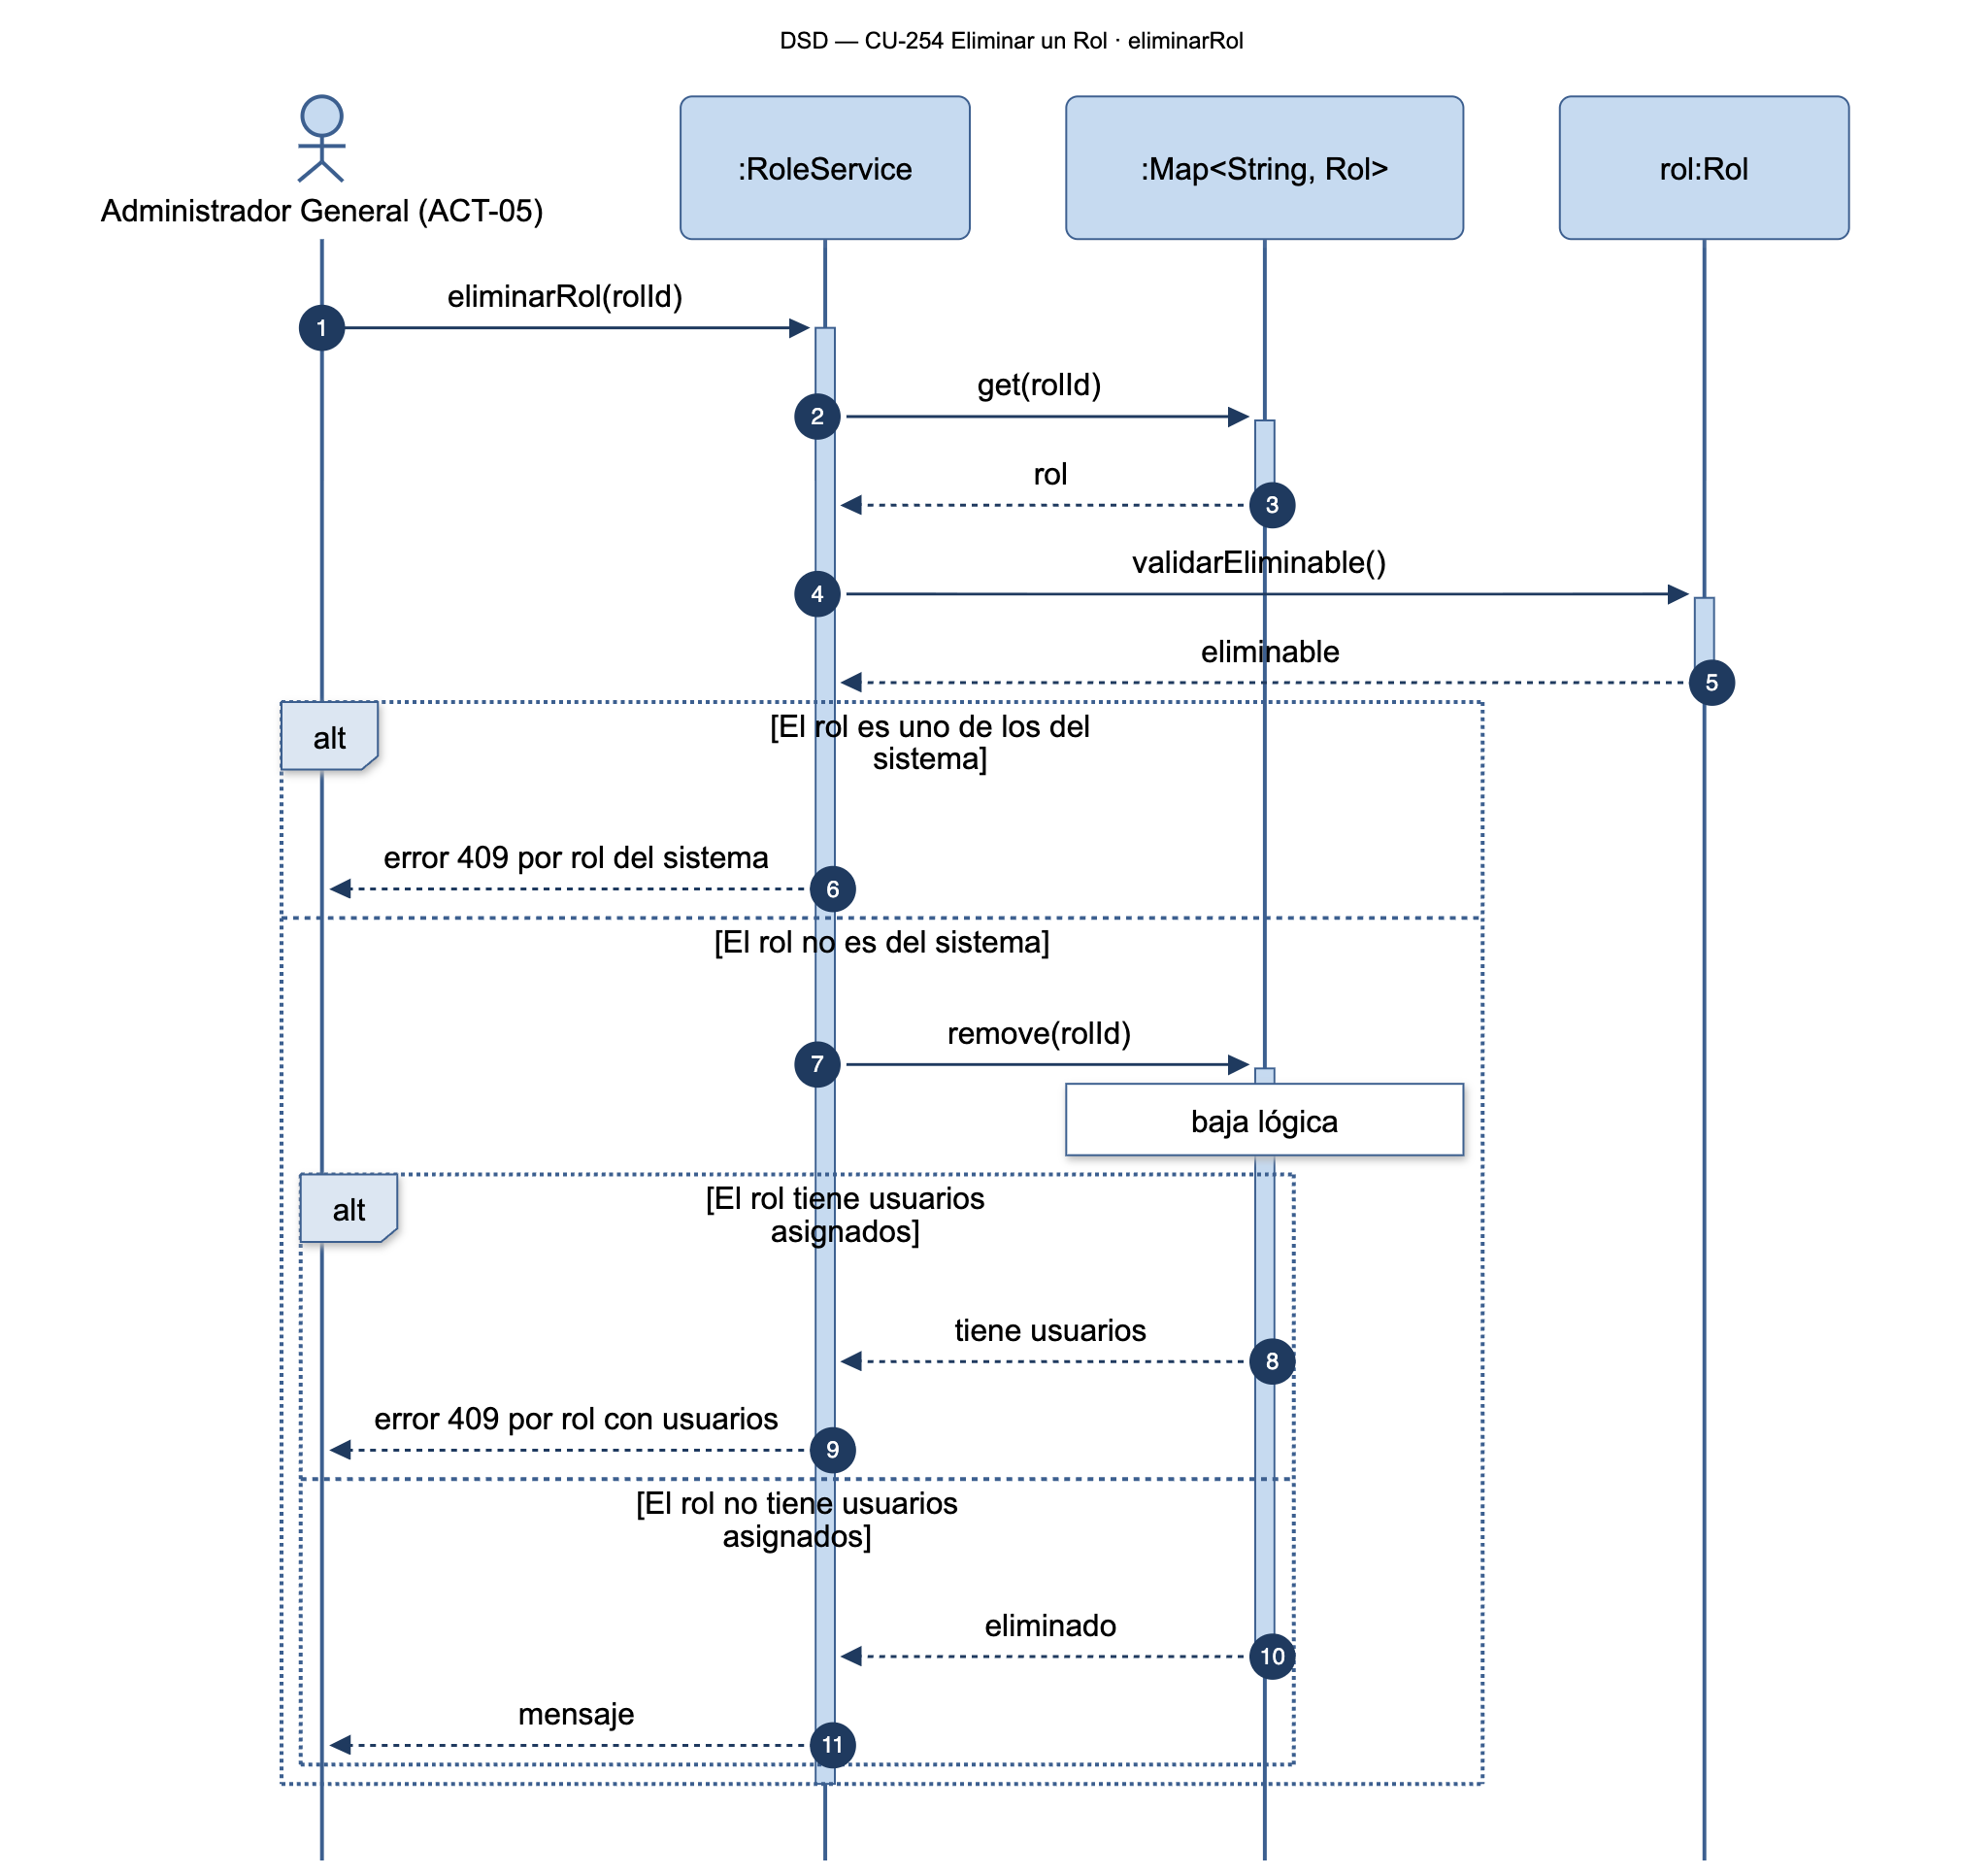 DSD — CU-254 Eliminar un Rol · eliminarRol
Administrador General (ACT-05)
:RoleService
:Map<String, Rol>
rol:Rol
eliminarRol(rolId)
1
get(rolId)
2
rol
3
validarEliminable()
4
eliminable
5
alt
[El rol es uno de los del
sistema]
error 409 por rol del sistema
6
[El rol no es del sistema]
remove(rolId)
7
baja lógica
alt
[El rol tiene usuarios
asignados]
tiene usuarios
8
error 409 por rol con usuarios
9
[El rol no tiene usuarios
asignados]
eliminado
10
mensaje
11